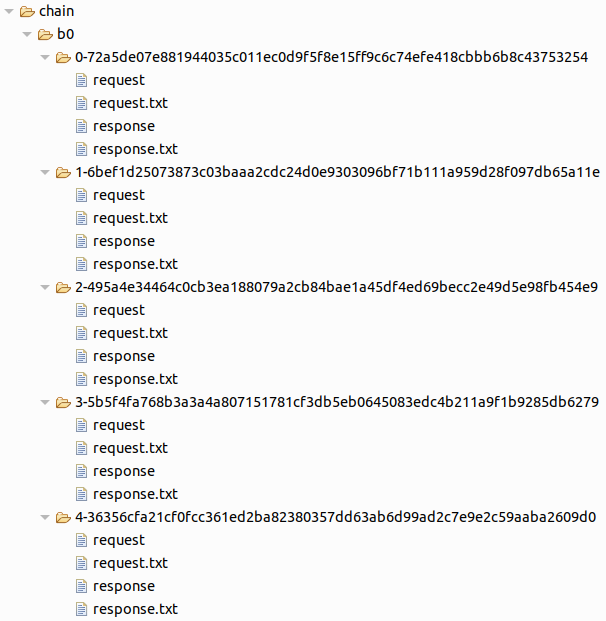 chain
b0
0-72a5de07e881944035c011ec0d9f5f8e15ff9c6c74efe418cbbb6b8c43753254
request
request.txt
response
response.txt
1-6bef1d25073873c03baaa2cdc24d0e9303096bf71b111a959d28f097db65a11e
request
request.txt
response
response.txt
2-495a4e34464c0cb3ea188079a2cb84bae1a45df4ed69becc2e49d5e98fb454e9
request
request.txt
response
response.txt
3-5b5f4fa768b3a3a4a807151781cf3db5eb0645083edc4b211a9f1b9285db6279
request
request.txt
response
response.txt
4-36356cfa21cf0fcc361ed2ba82380357dd63ab6d99ad2c7e9e2c59aaba2609d0
request
request.txt
response
response.txt